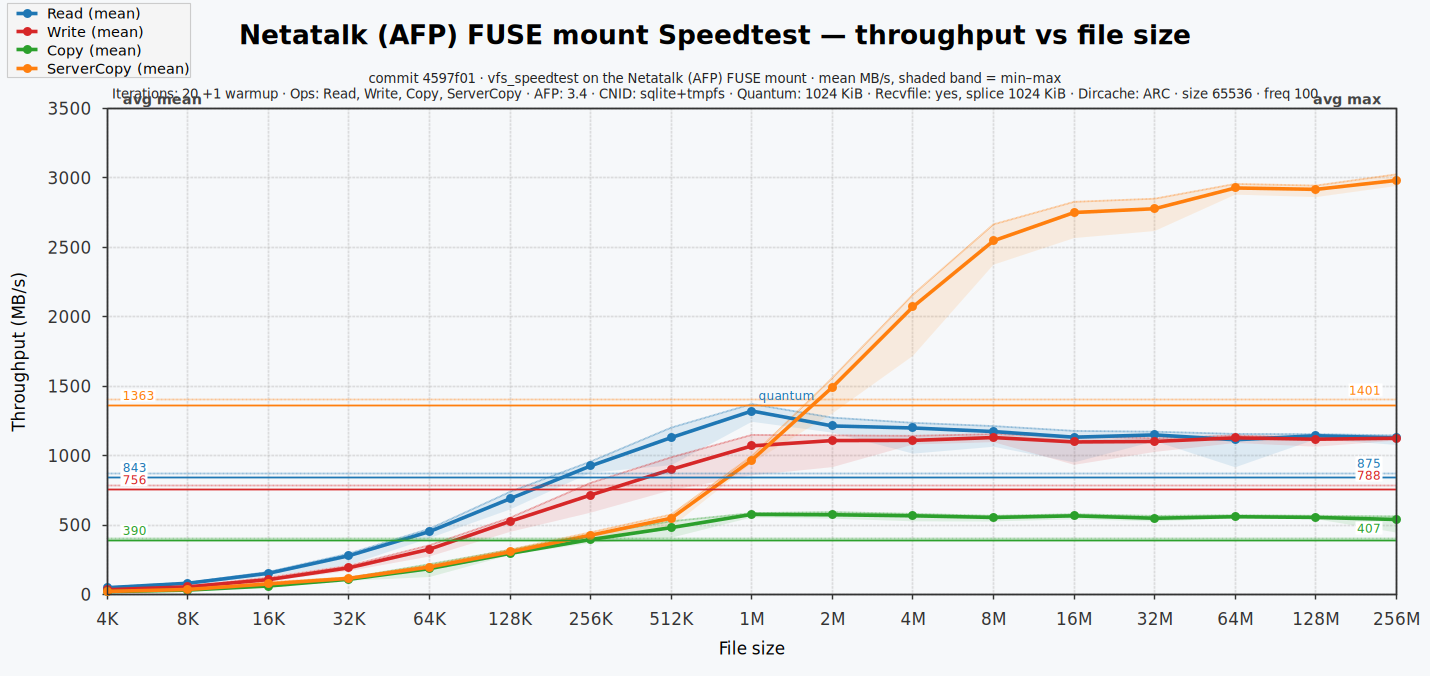 Read (mean)
Write (mean)
Copy (mean)
ServerCopy (mean)
Netatalk (AFP) FUSE mount Speedtest — throughput vs file size
commit 4597f01 · vfs_speedtest on the Netatalk (AFP) FUSE mount · mean MB/s, shaded band = min–max
Iterations: 20 +1 warmup · Ops: Read, Write, Copy, ServerCopy · AFP: 3.4 · CNID: sqlite+tmpfs · Quantum: 1024 KiB · Recvfile: yes, splice 1024 KiB · Dircache: ARC · size 65536 · freq 100
avg mean
avg max
3500
3000
2500
2000
1500
1000
500
0
Throughput (MB/s)
1363
1401
quantum
843
875
756
788
390
407
4K 8K 16K 32K 64K 128K 256K 512K 1M 2M 4M 8M 16M 32M 64M 128M 256M
File size